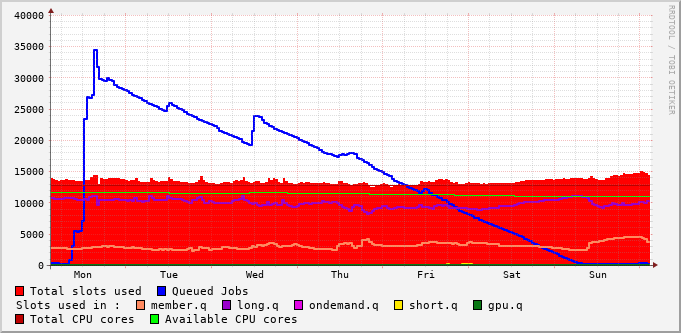 RRDTOOL / TOBI OETIKER
40000
35000
30000
25000
20000
15000
10000
5000
0
Mon Tue Wed Thu Fri Sat Sun
Total slots used Queued Jobs
Slots used in : member.q long.q ondemand.q short.q gpu.q
Total CPU cores Available CPU cores